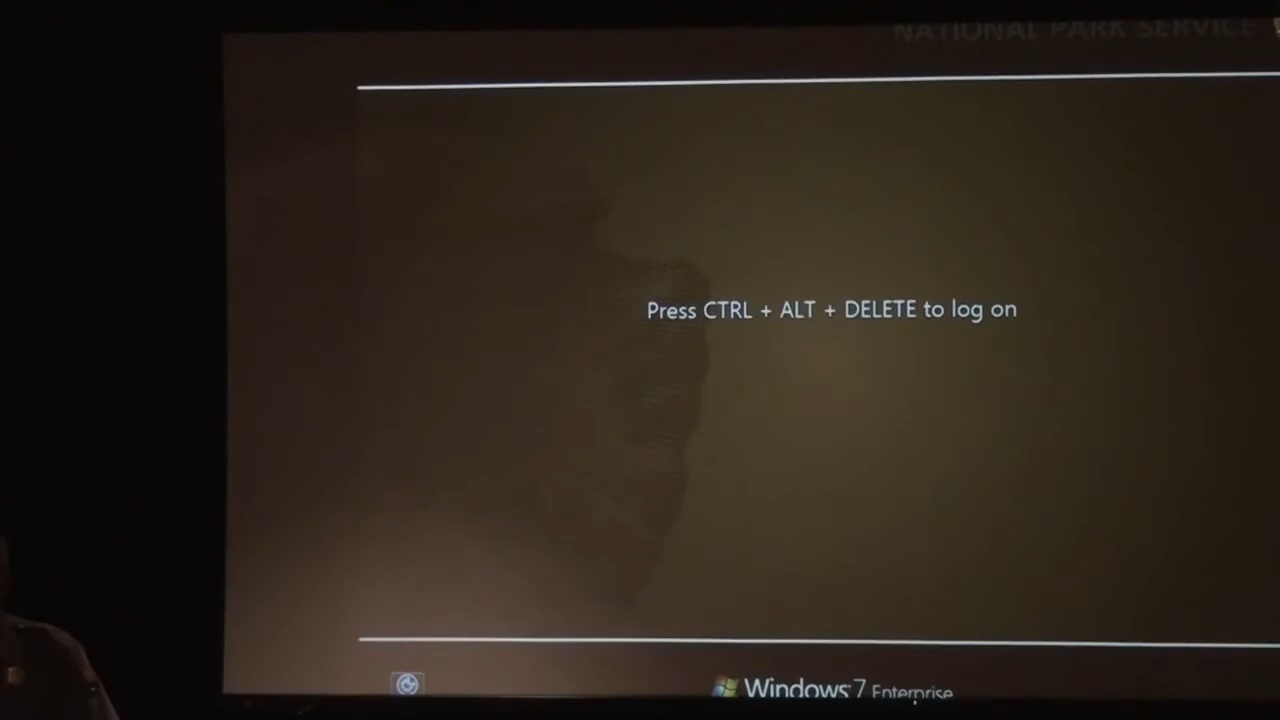 NATIONAL PARK SERVICE
Press CTRL + ALT + DELETE to log on
Windows 7 Enterprise